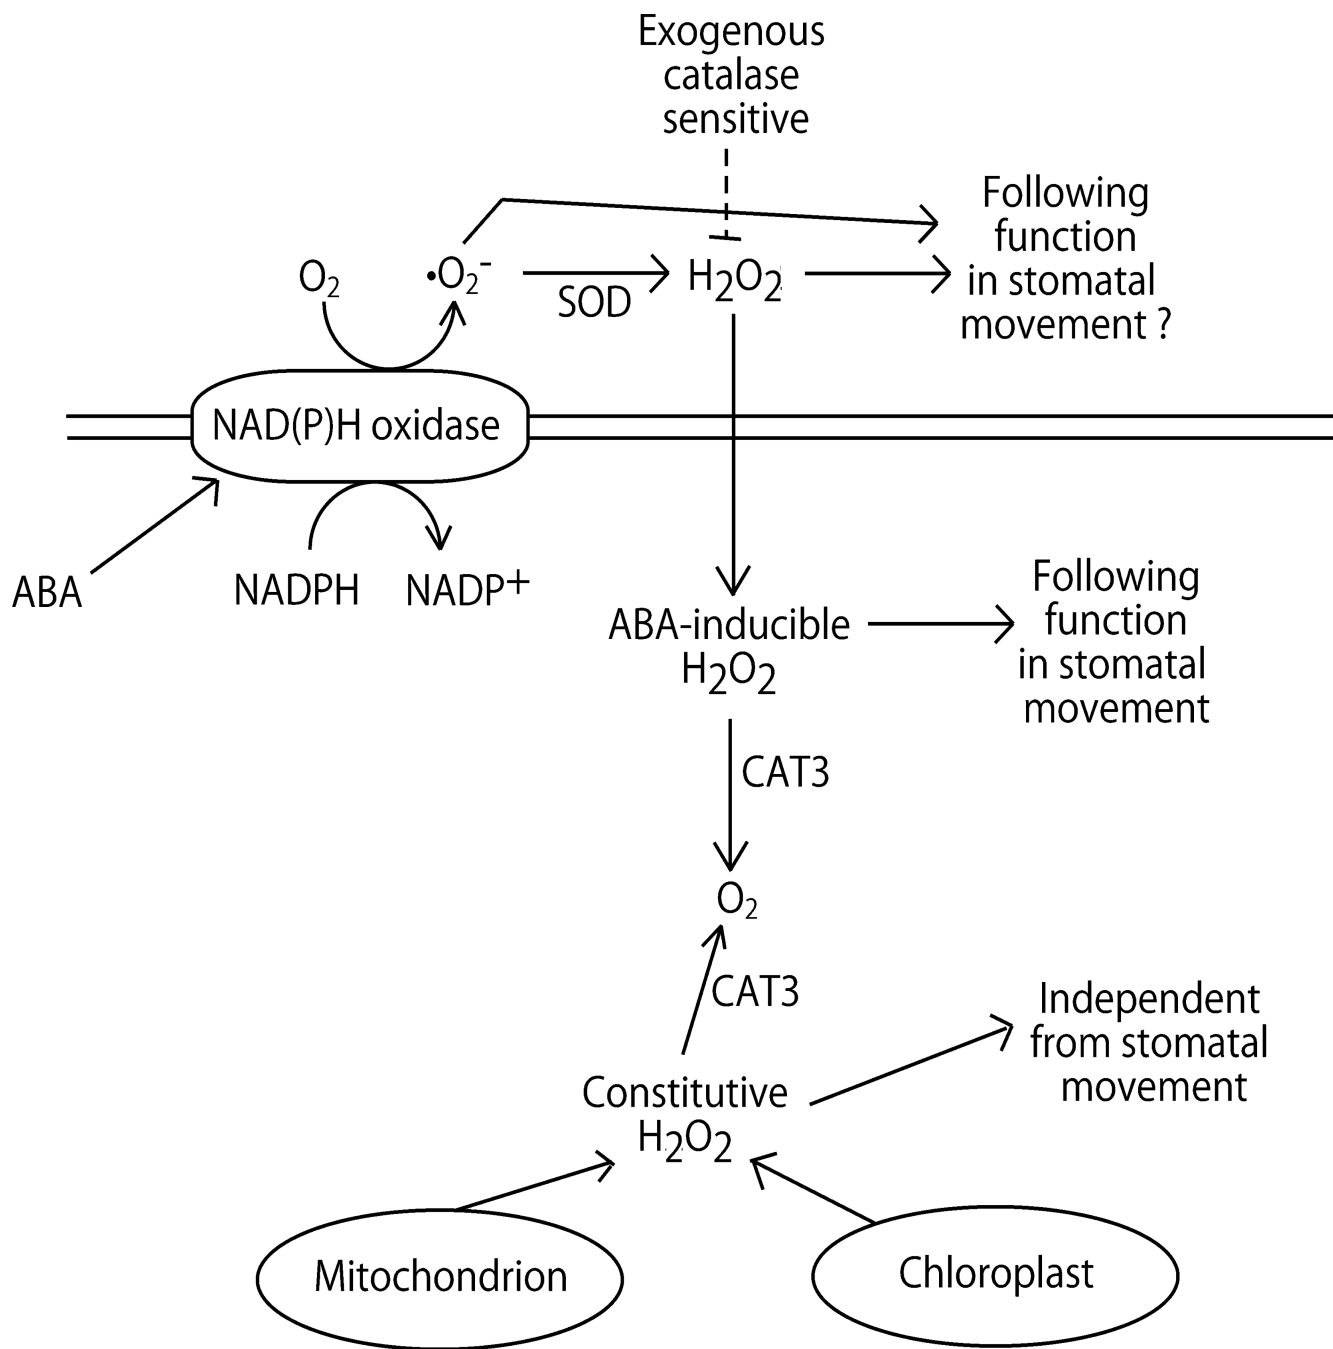 Exogenous
catalase
sensitive
Following
function
in stomatal
movement ?
O₂
•O₂⁻
SOD
H₂O₂
NAD(P)H oxidase
ABA
NADPH
NADP+
ABA-inducible
H₂O₂
Following
function
in stomatal
movement
CAT3
O₂
CAT3
Independent
from stomatal
movement
Constitutive
H₂O₂
Mitochondrion
Chloroplast